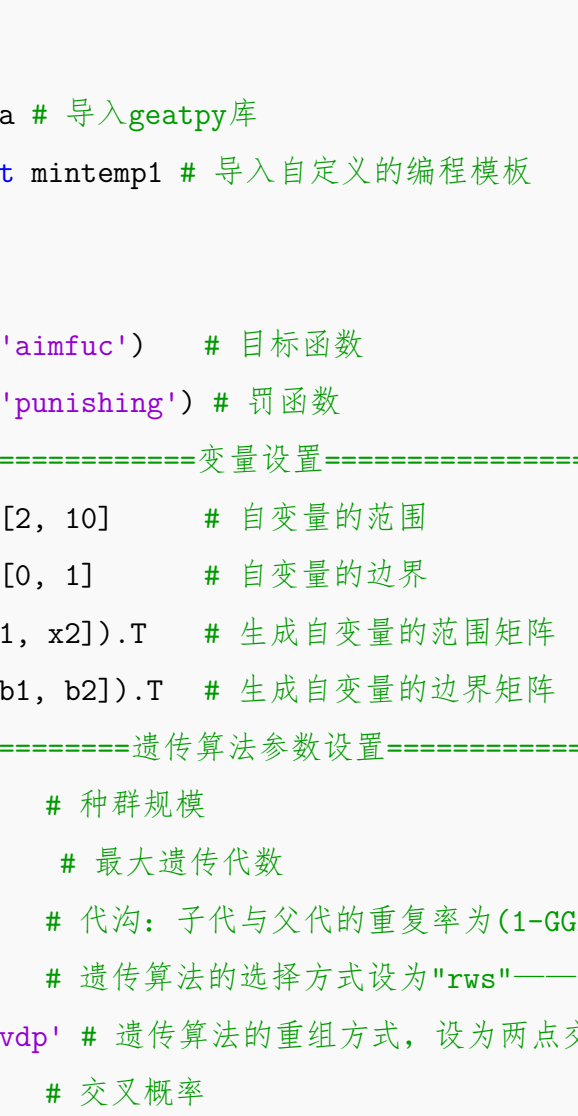 a # 导入geatpy库
t mintemp1 # 导入自定义的编程模板
'aimfuc') # 目标函数
'punishing') # 罚函数
============变量设置================
[2, 10] # 自变量的范围
[0, 1] # 自变量的边界
1, x2]).T # 生成自变量的范围矩阵
b1, b2]).T # 生成自变量的边界矩阵
========遗传算法参数设置============
# 种群规模
# 最大遗传代数
# 代沟：子代与父代的重复率为(1-GG
# 遗传算法的选择方式设为"rws"——
vdp' # 遗传算法的重组方式，设为两点交
# 交叉概率